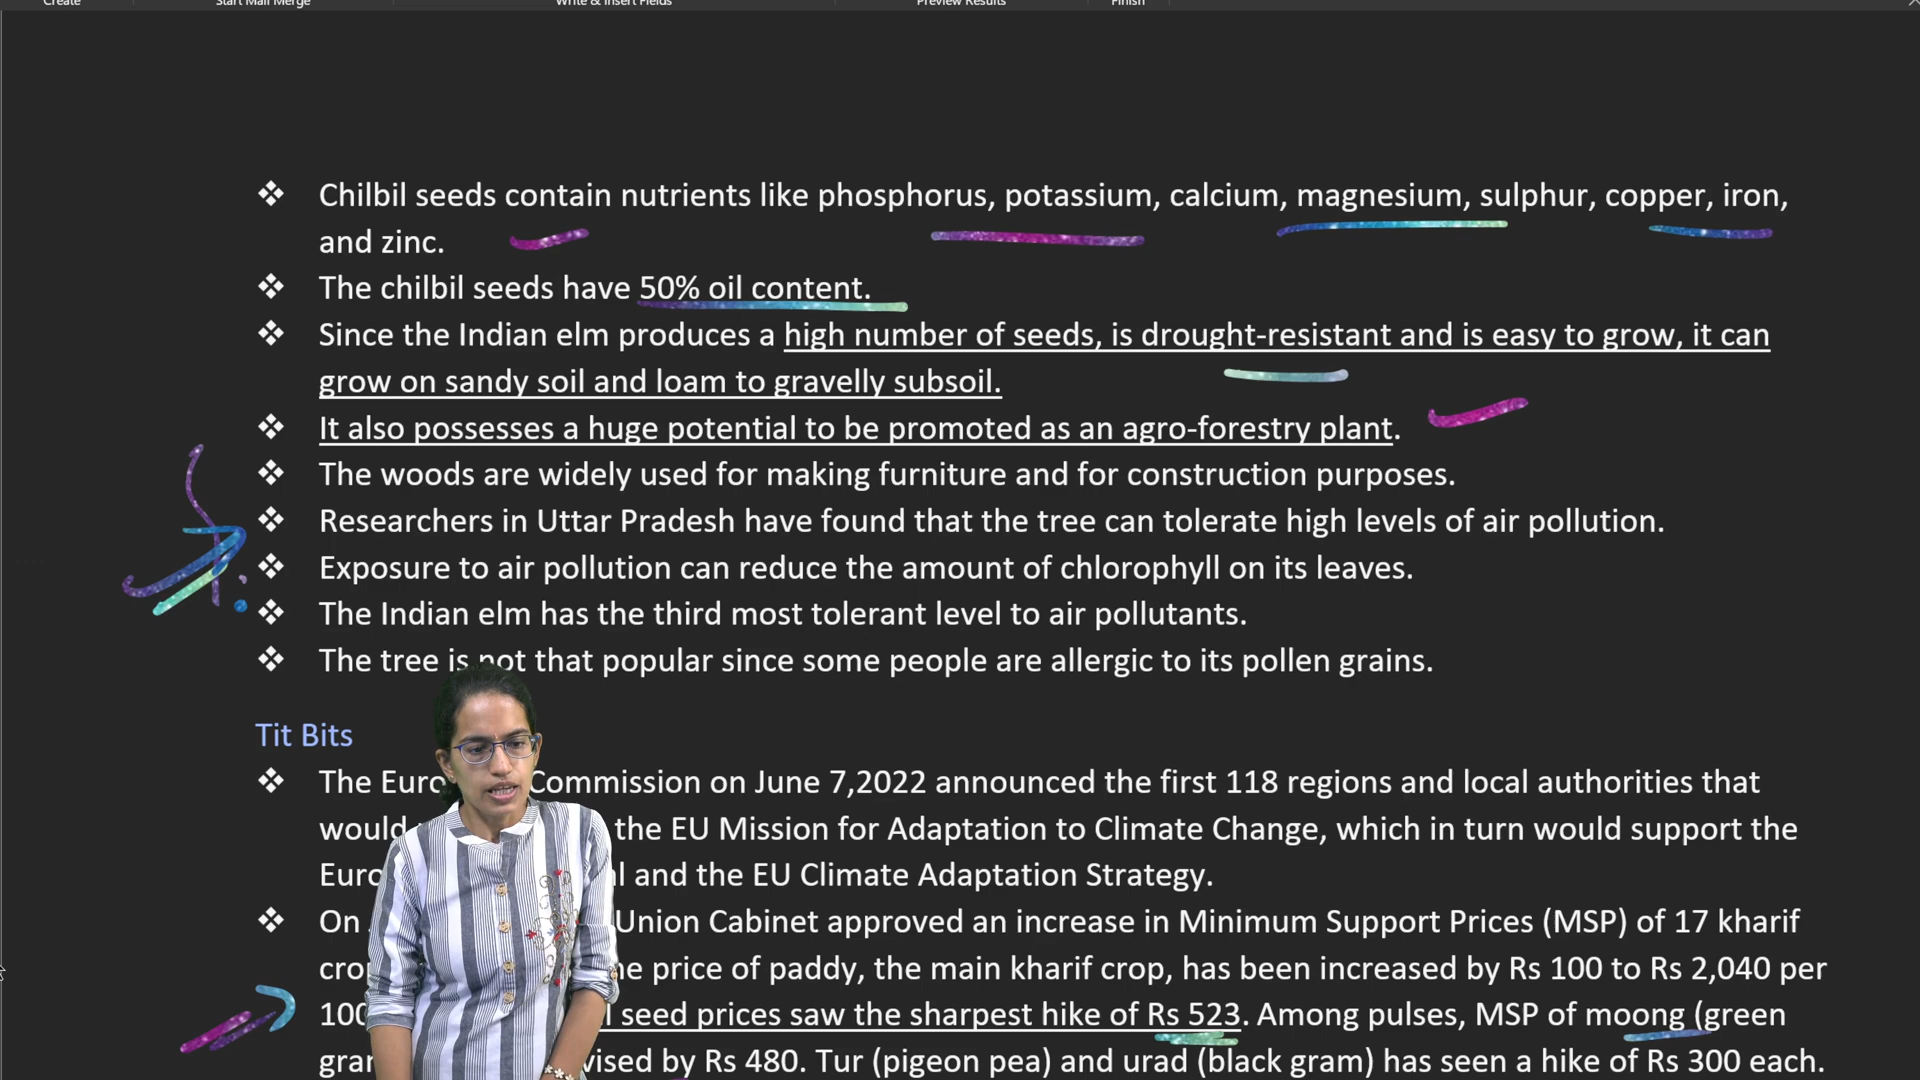 Create Start Mail Merge Write & Insert Fields Preview Results Finish
❖ Chilbil seeds contain nutrients like phosphorus, potassium, calcium, magnesium, sulphur, copper, iron,
and zinc.
❖ The chilbil seeds have 50% oil content.
❖ Since the Indian elm produces a high number of seeds, is drought-resistant and is easy to grow, it can
grow on sandy soil and loam to gravelly subsoil.
❖ It also possesses a huge potential to be promoted as an agro-forestry plant.
❖ The woods are widely used for making furniture and for construction purposes.
❖ Researchers in Uttar Pradesh have found that the tree can tolerate high levels of air pollution.
❖ Exposure to air pollution can reduce the amount of chlorophyll on its leaves.
❖ The Indian elm has the third most tolerant level to air pollutants.
❖ The tree is not that popular since some people are allergic to its pollen grains.
Tit Bits
❖ The Commission on June 7,2022 announced the first 118 regions and local authorities that
would the EU Mission for Adaptation to Climate Change, which in turn would support the
and the EU Climate Adaptation Strategy.
❖ On Union Cabinet approved an increase in Minimum Support Prices (MSP) of 17 kharif
price of paddy, the main kharif crop, has been increased by Rs 100 to Rs 2,040 per
seed prices saw the sharpest hike of Rs 523. Among pulses, MSP of moong (green
by Rs 480. Tur (pigeon pea) and urad (black gram) has seen a hike of Rs 300 each.